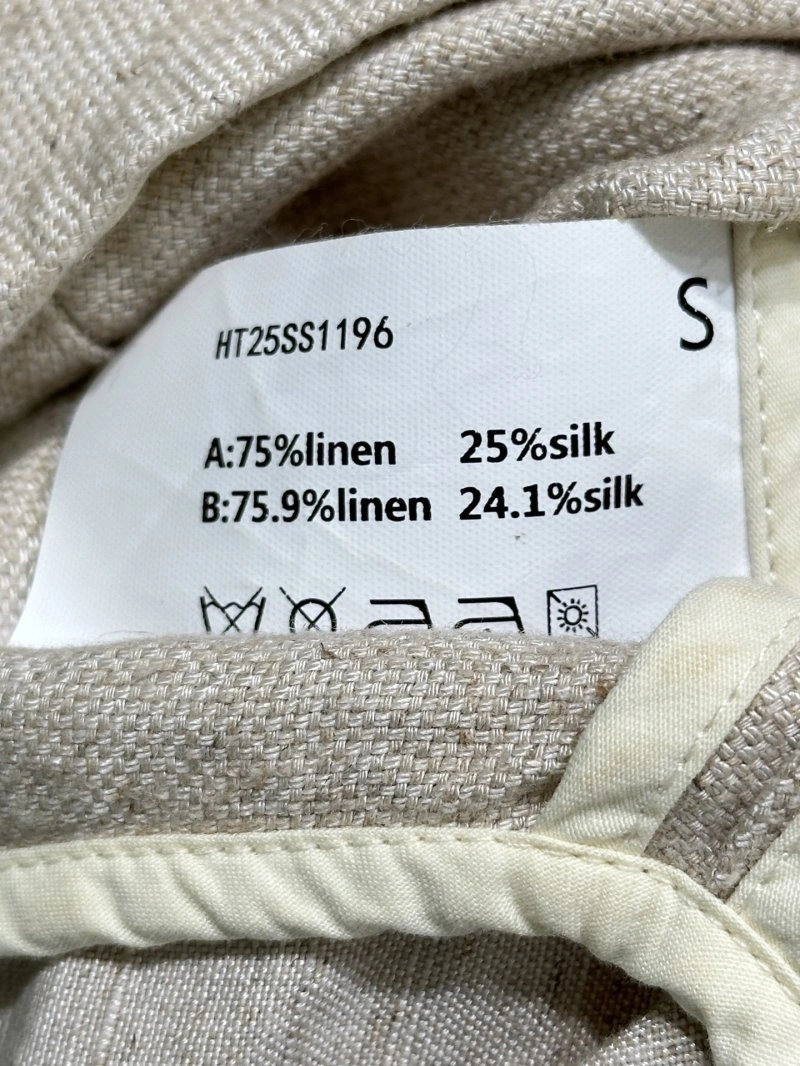 HT25SS1196 S
A:75%linen 25%silk
B:75.9%linen 24.1%silk